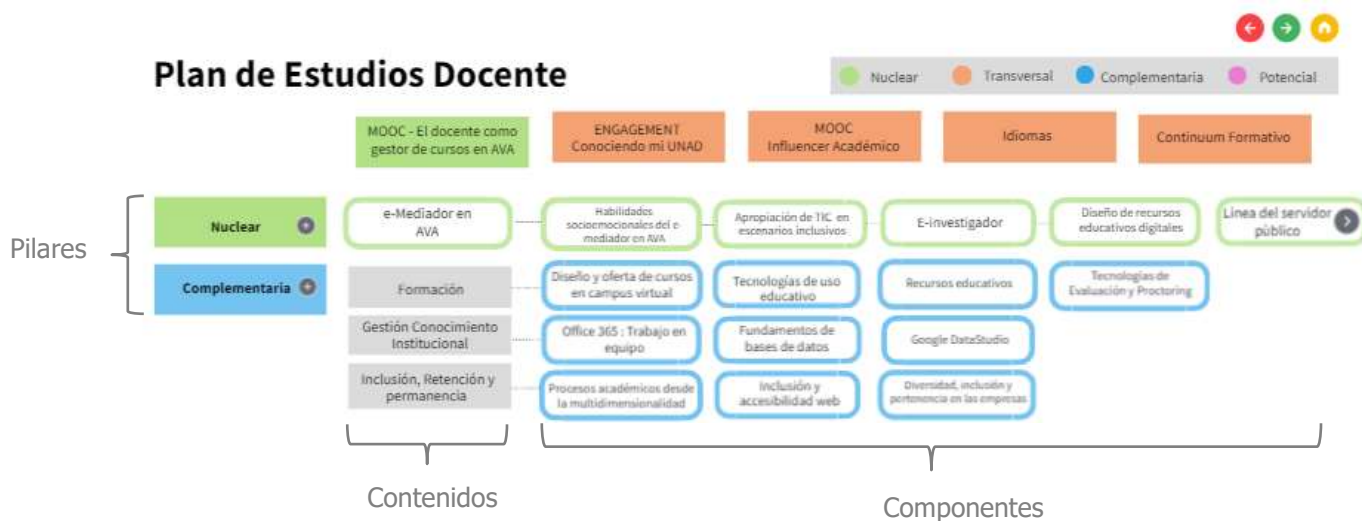 Plan de Estudios Docente
Nuclear
Transversal
Complementaria
Potencial
MOOC - El docente como
gestor de cursos en AVA
ENGAGEMENT
Conociendo mi UNAD
MOOC
Influencer Académico
Idiomas
Continuum Formativo
Pilares
Nuclear
e-Mediador en
AVA
Habilidades
socioemocionales del e-
mediador en AVA
Apropiación de TIC en
escenarios inclusivos
E-investigador
Diseño de recursos
educativos digitales
Línea del servidor
público
Complementaria
Formación
Diseño y oferta de cursos
en campus virtual
Tecnologías de uso
educativo
Recursos educativos
Tecnologías de
Evaluación y Proctoring
Gestión Conocimiento
Institucional
Office 365 : Trabajo en
equipo
Fundamentos de
bases de datos
Google DataStudio
Inclusión, Retención y
permanencia
Procesos académicos desde
la multidimensionalidad
Inclusión y
accesibilidad web
Diversidad, inclusión y
pertenencia en las empresas
Contenidos
Componentes